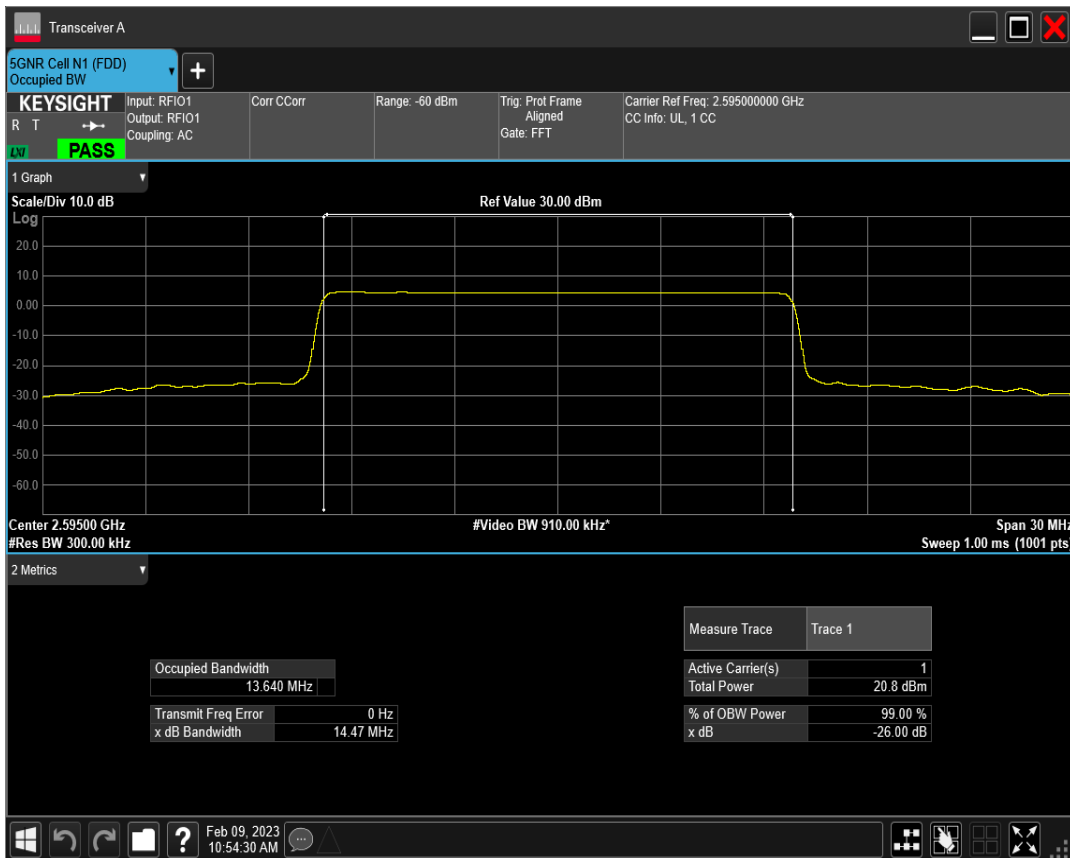 Transceiver A
5GNR Cell N1 (FDD)
Occupied BW
+
KEYSIGHT
R T
LXI
PASS
Input: RFIO1
Output: RFIO1
Coupling: AC
Corr CCorr
Range: -60 dBm
Trig: Prot Frame
Aligned
Gate: FFT
Carrier Ref Freq: 2.595000000 GHz
CC Info: UL, 1 CC
1 Graph
Scale/Div 10.0 dB
Ref Value 30.00 dBm
Log
20.0
10.0
0.00
-10.0
-20.0
-30.0
-40.0
-50.0
-60.0
Center 2.59500 GHz
#Video BW 910.00 kHz*
Span 30 MHz
#Res BW 300.00 kHz
Sweep 1.00 ms (1001 pts)
2 Metrics
Measure Trace Trace 1
Occupied Bandwidth
13.640 MHz
Active Carrier(s) 1
Total Power 20.8 dBm
Transmit Freq Error 0 Hz
x dB Bandwidth 14.47 MHz
% of OBW Power 99.00 %
x dB -26.00 dB
?
Feb 09, 2023
10:54:30 AM